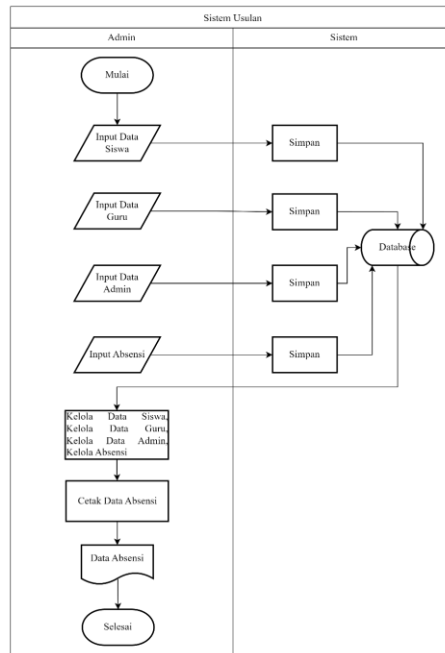 Sistem Usulan
Admin
Sistem
Mulai
Input Data
Siswa
Simpan
Input Data
Guru
Simpan
Database
Input Data
Admin
Simpan
Input Absensi
Simpan
Kelola Data Siswa,
Kelola Data Guru,
Kelola Data Admin,
Kelola Absensi
Cetak Data Absensi
Data Absensi
Selesai